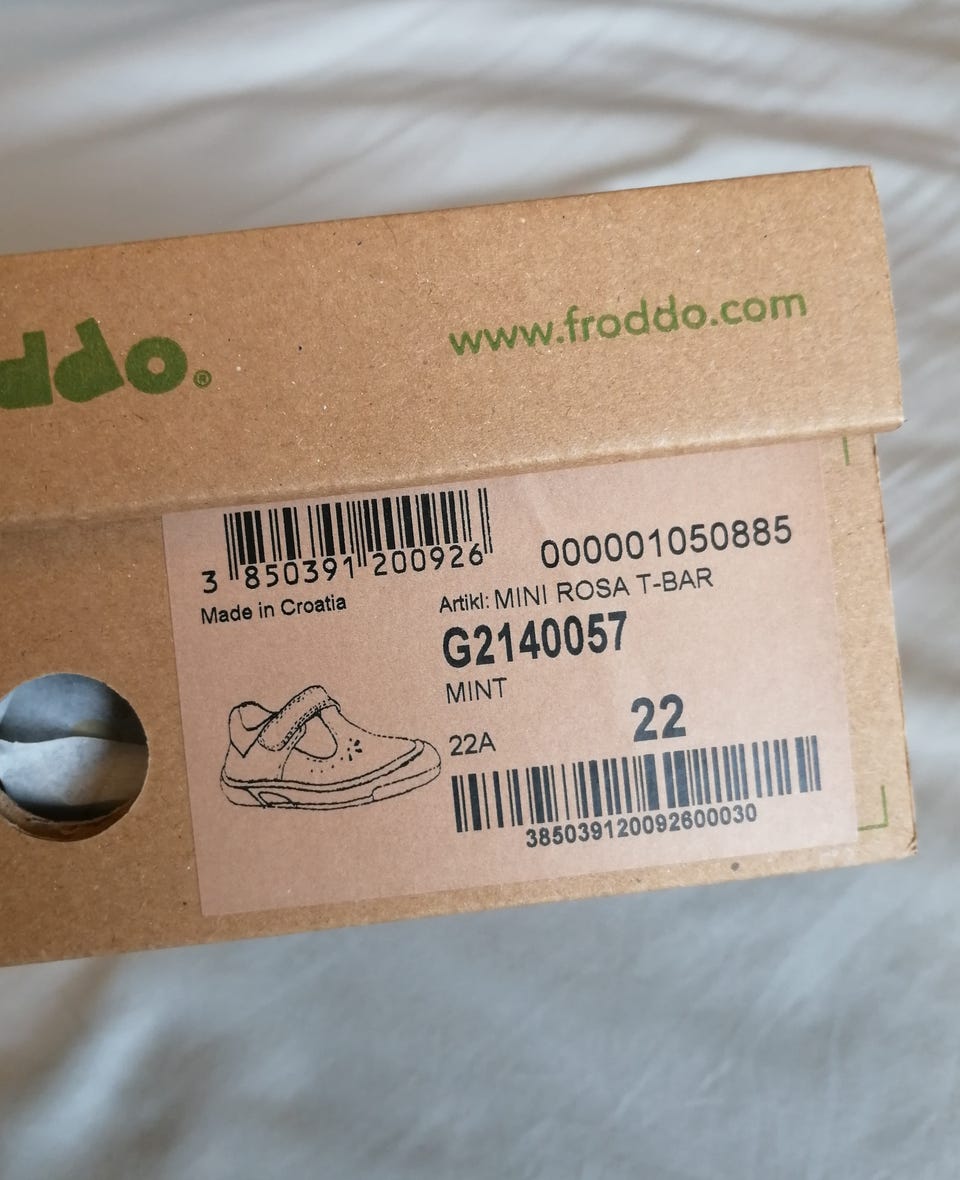 ddo®
www.froddo.com
3 850391 200926
000001050885
Made in Croatia
Artikl: MINI ROSA T-BAR
G2140057
MINT
22A
22
385039120092600030